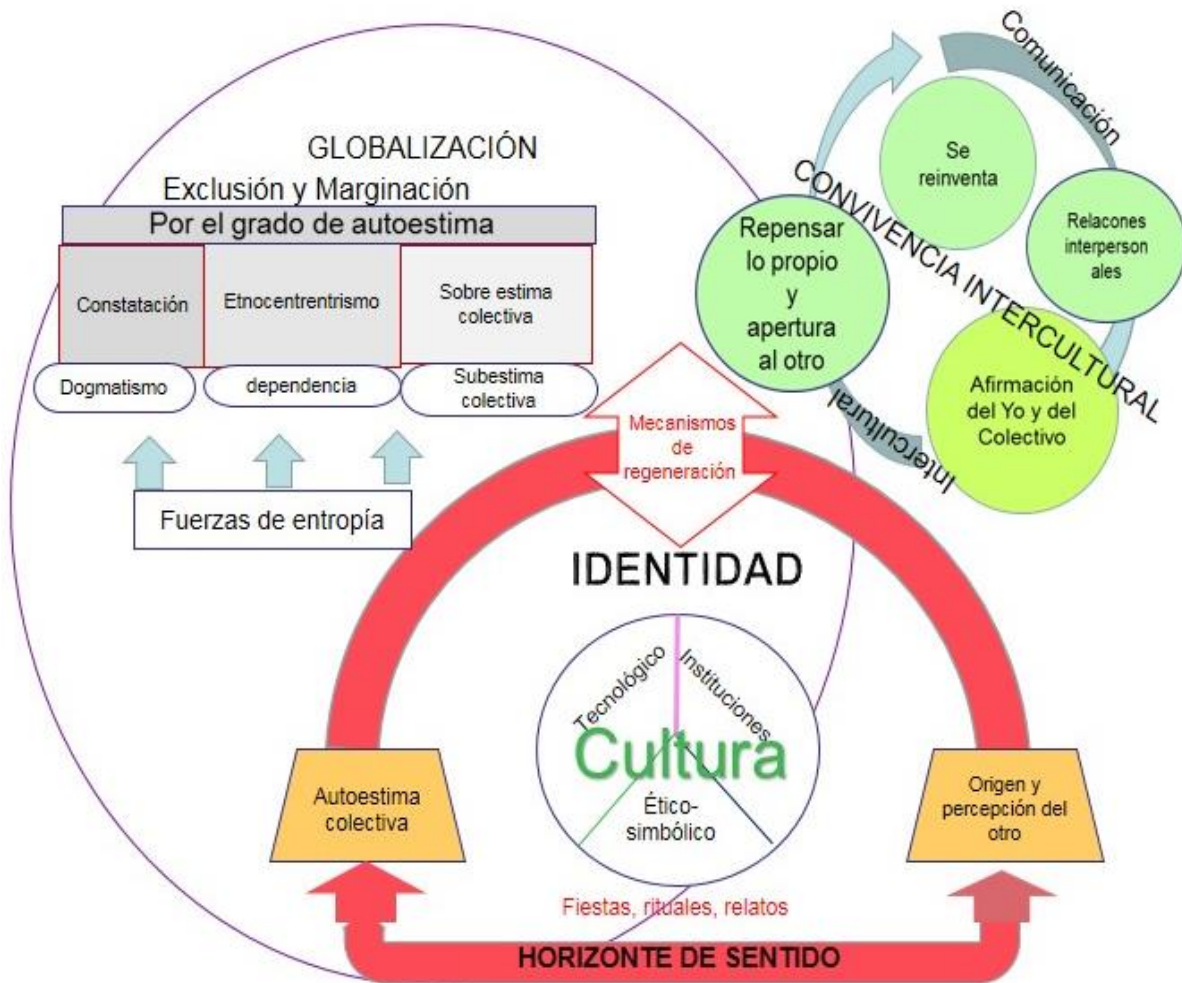 GLOBALIZACIÓN
Exclusión y Marginación
Por el grado de autoestima
Constatación
Etnocentrentrismo
Sobre estima
colectiva
Dogmatismo
dependencia
Subestima
colectiva
Fuerzas de entropía
Comunicación
Se
reinventa
CONVIVENCIA INTERCULTURAL
Relacones
interperson
ales
Repensar
lo propio
y
apertura
al otro
Afirmación
del Yo y del
Colectivo
Intercultural
Mecanismos
de
regeneración
IDENTIDAD
Tecnológico
Instituciones
Cultura
Ético-
simbólico
Autoestima
colectiva
Origen y
percepción del
otro
Fiestas, rituales, relatos
HORIZONTE DE SENTIDO